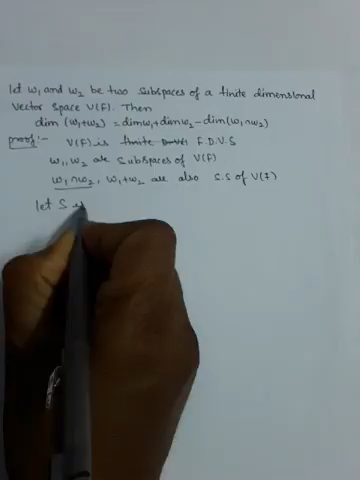 let W1 and W2 be two subspaces of a finite dimensional
vector space V(F). Then
dim (W1+W2) = dimW1+dimW2-dim(W1∩W2)
proof:- V(F) is finite F.D.V.S
W1, W2 are subspaces of V(F)
W1∩W2, W1+W2 are also S.S of V(F)
let S